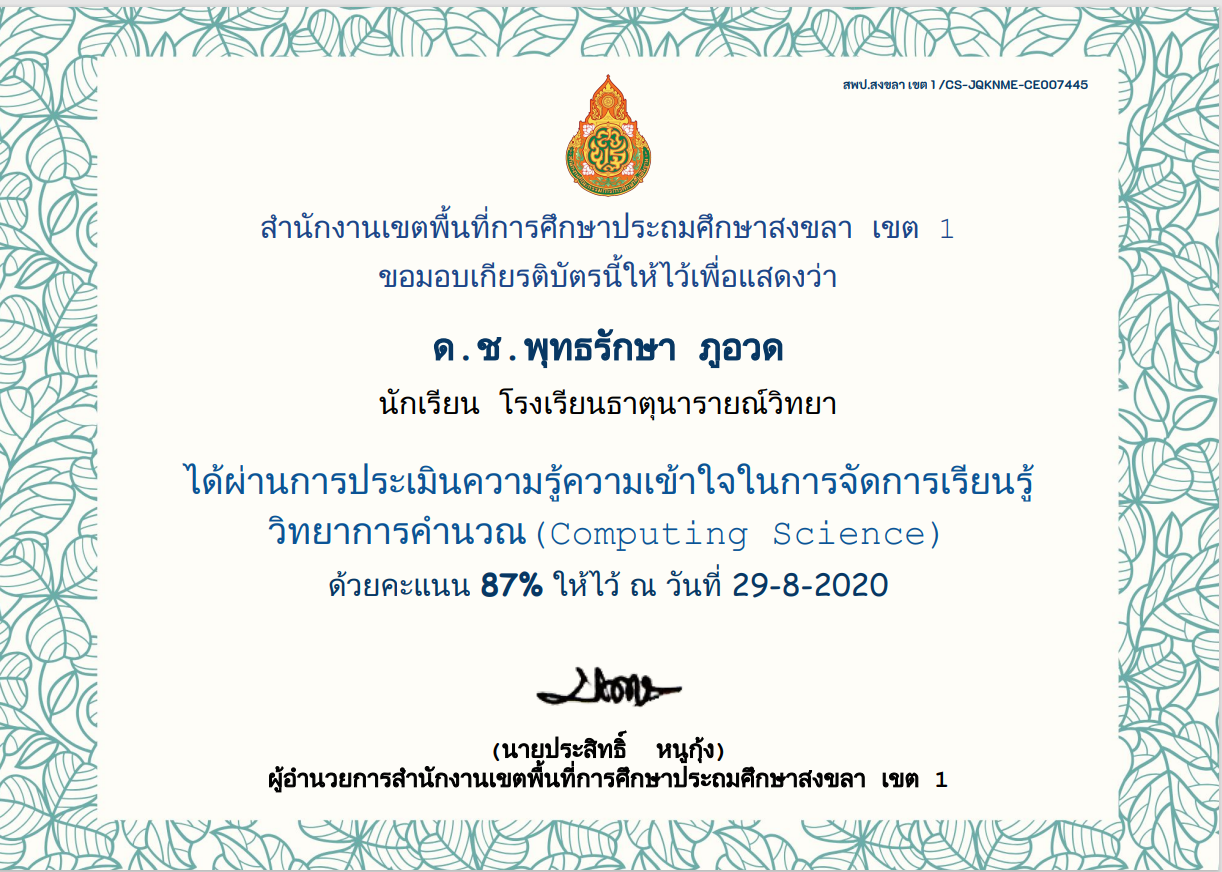 สพป.สงขลา เขต 1/CS-JQKNME-CE007445
สำนักงานเขตพื้นที่การศึกษาประถมศึกษาสงขลา เขต 1
ขอมอบเกียรติบัตรนี้ให้ไว้เพื่อแสดงว่า
ด.ช.พุทธรักษา ภูอวด
นักเรียน โรงเรียนธาตุนารายณ์วิทยา
ได้ผ่านการประเมินความรู้ความเข้าใจในการจัดการเรียนรู้
วิทยาการคำนวณ(Computing Science)
ด้วยคะแนน 87% ให้ไว้ ณ วันที่ 29-8-2020
(นายประสิทธิ์ หนูกุ้ง)
ผู้อำนวยการสำนักงานเขตพื้นที่การศึกษาประถมศึกษาสงขลา เขต 1